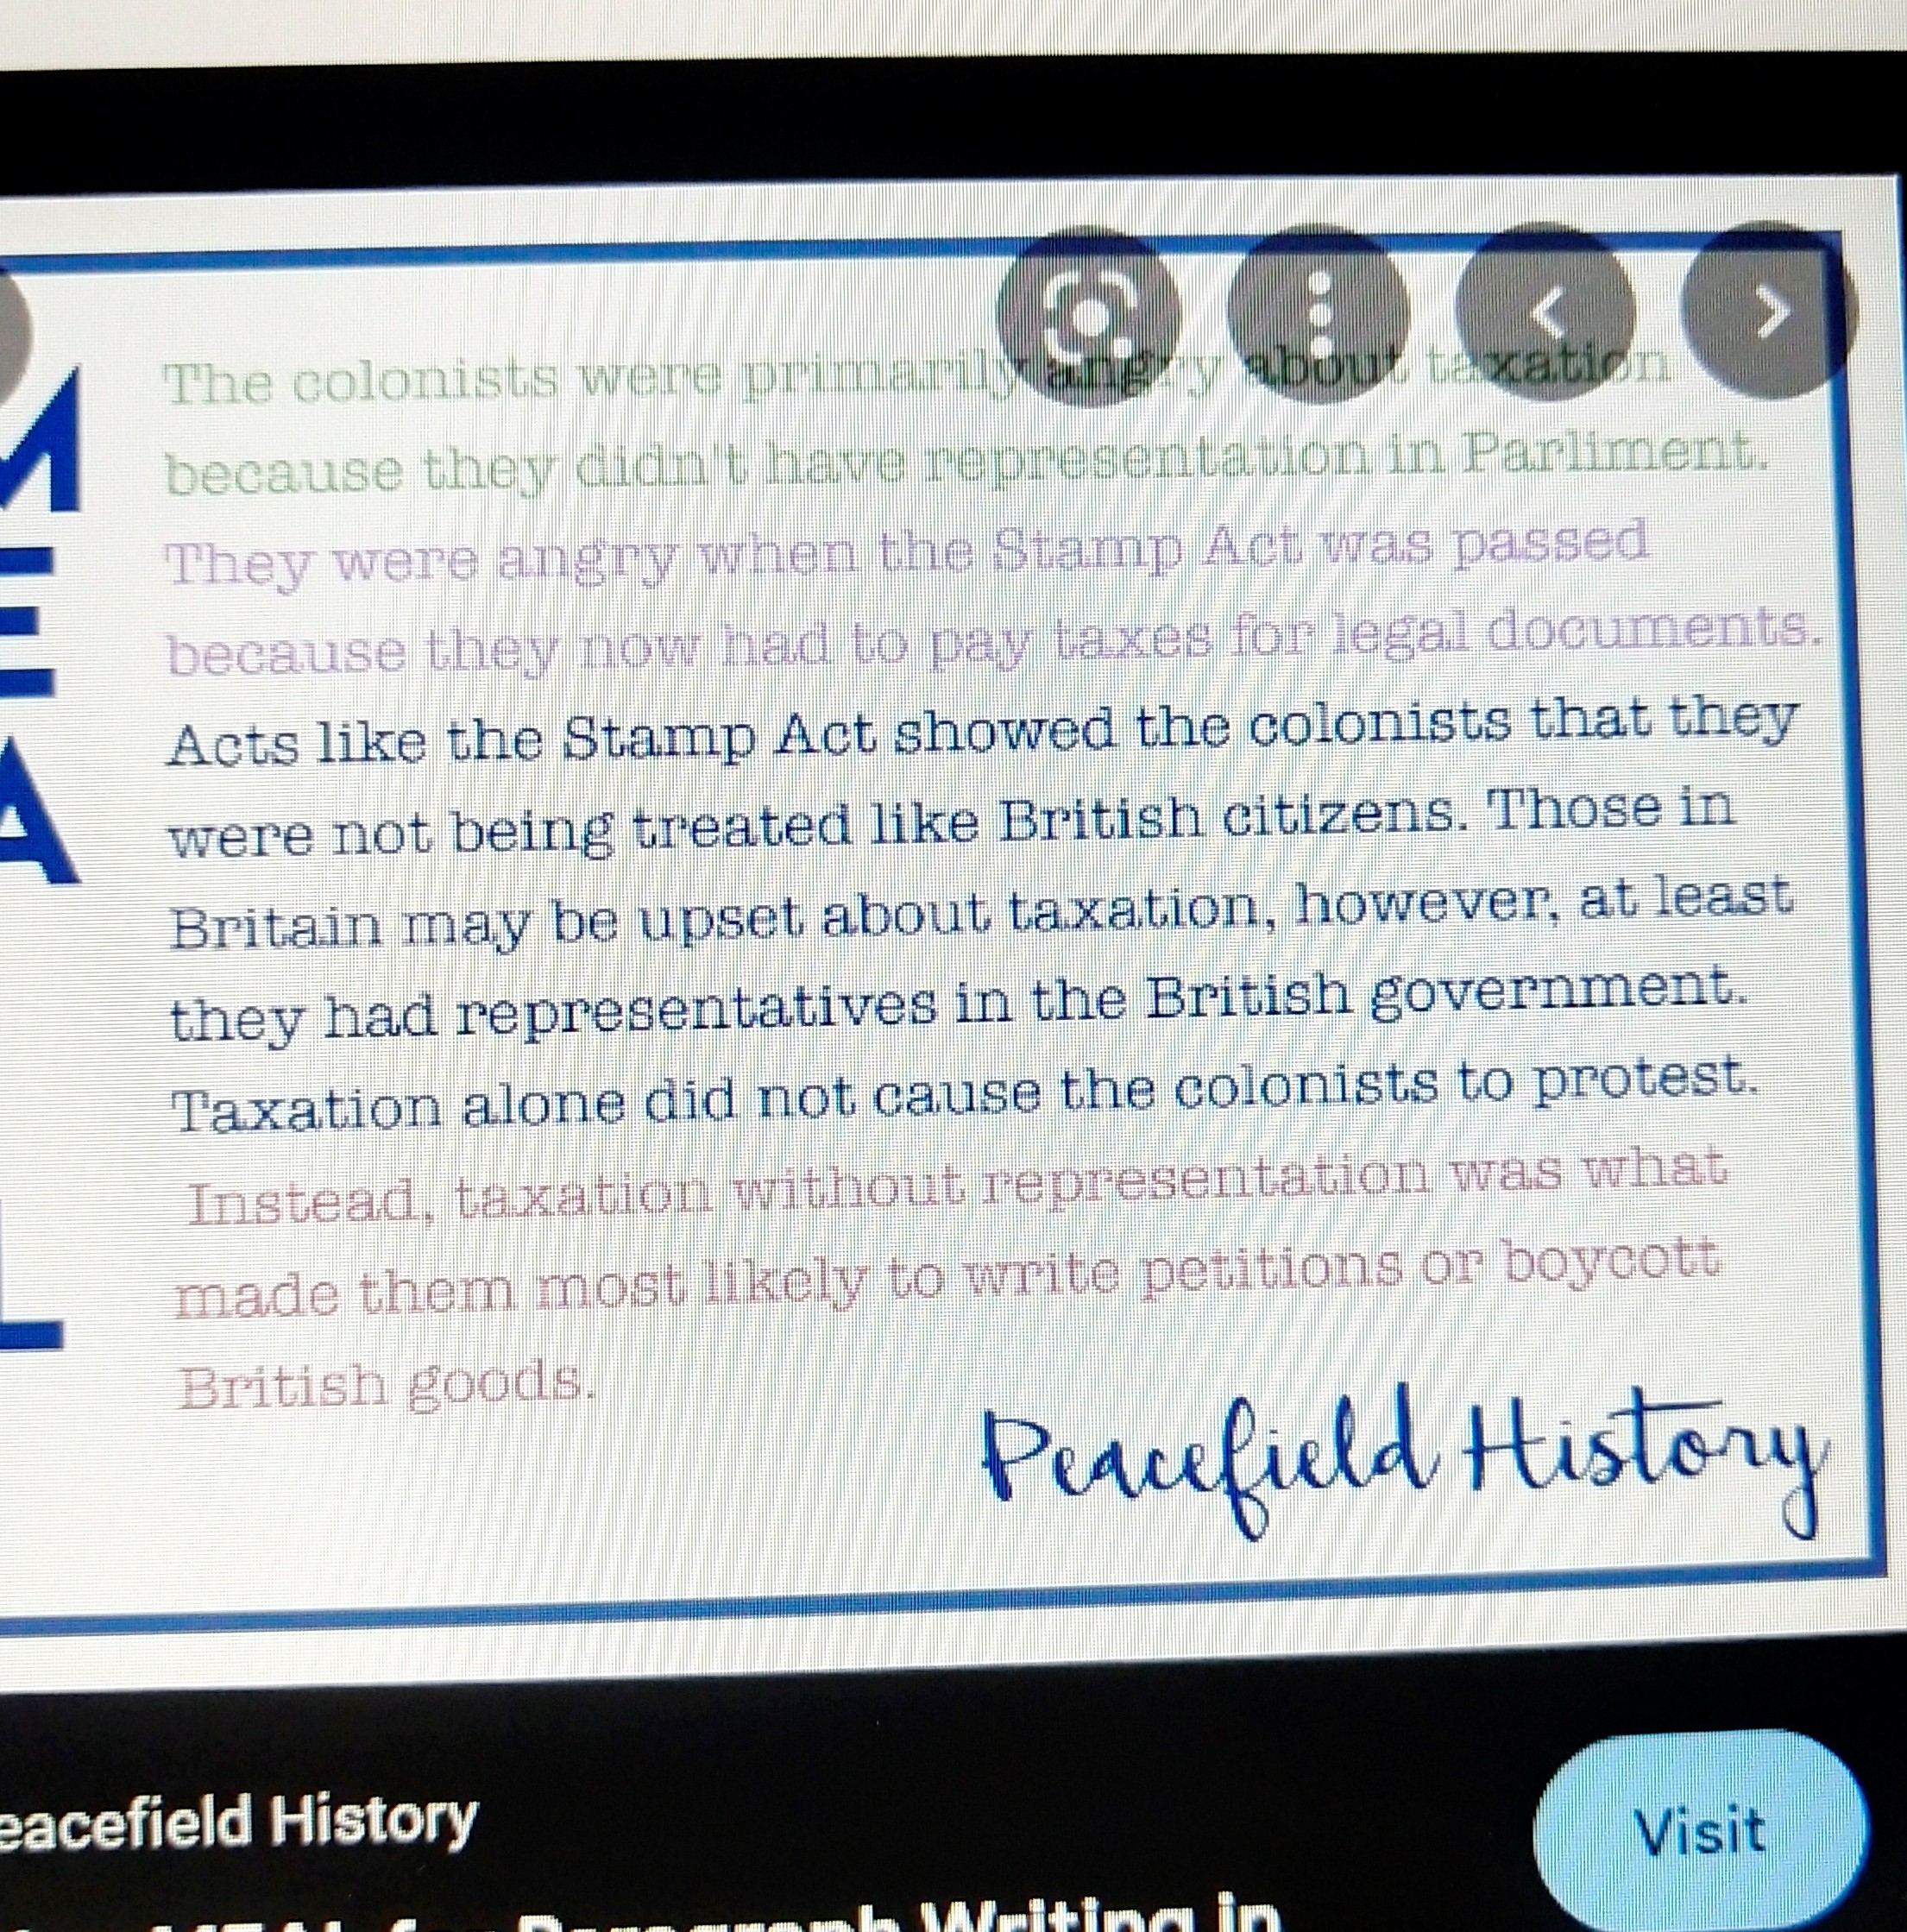 M
The colonists were primarily angry about taxation
because they didn't have representation in Parliment.
E
They were angry when the Stamp Act was passed
because they now had to pay taxes for legal documents.
A
Acts like the Stamp Act showed the colonists that they
were not being treated like British citizens. Those in
Britain may be upset about taxation, however, at least
they had representatives in the British government.
Taxation alone did not cause the colonists to protest.
L
Instead, taxation without representation was what
made them most likely to write petitions or boycott
British goods.
Peacefield History
eacefield History
Visit
Paragraph Writing in